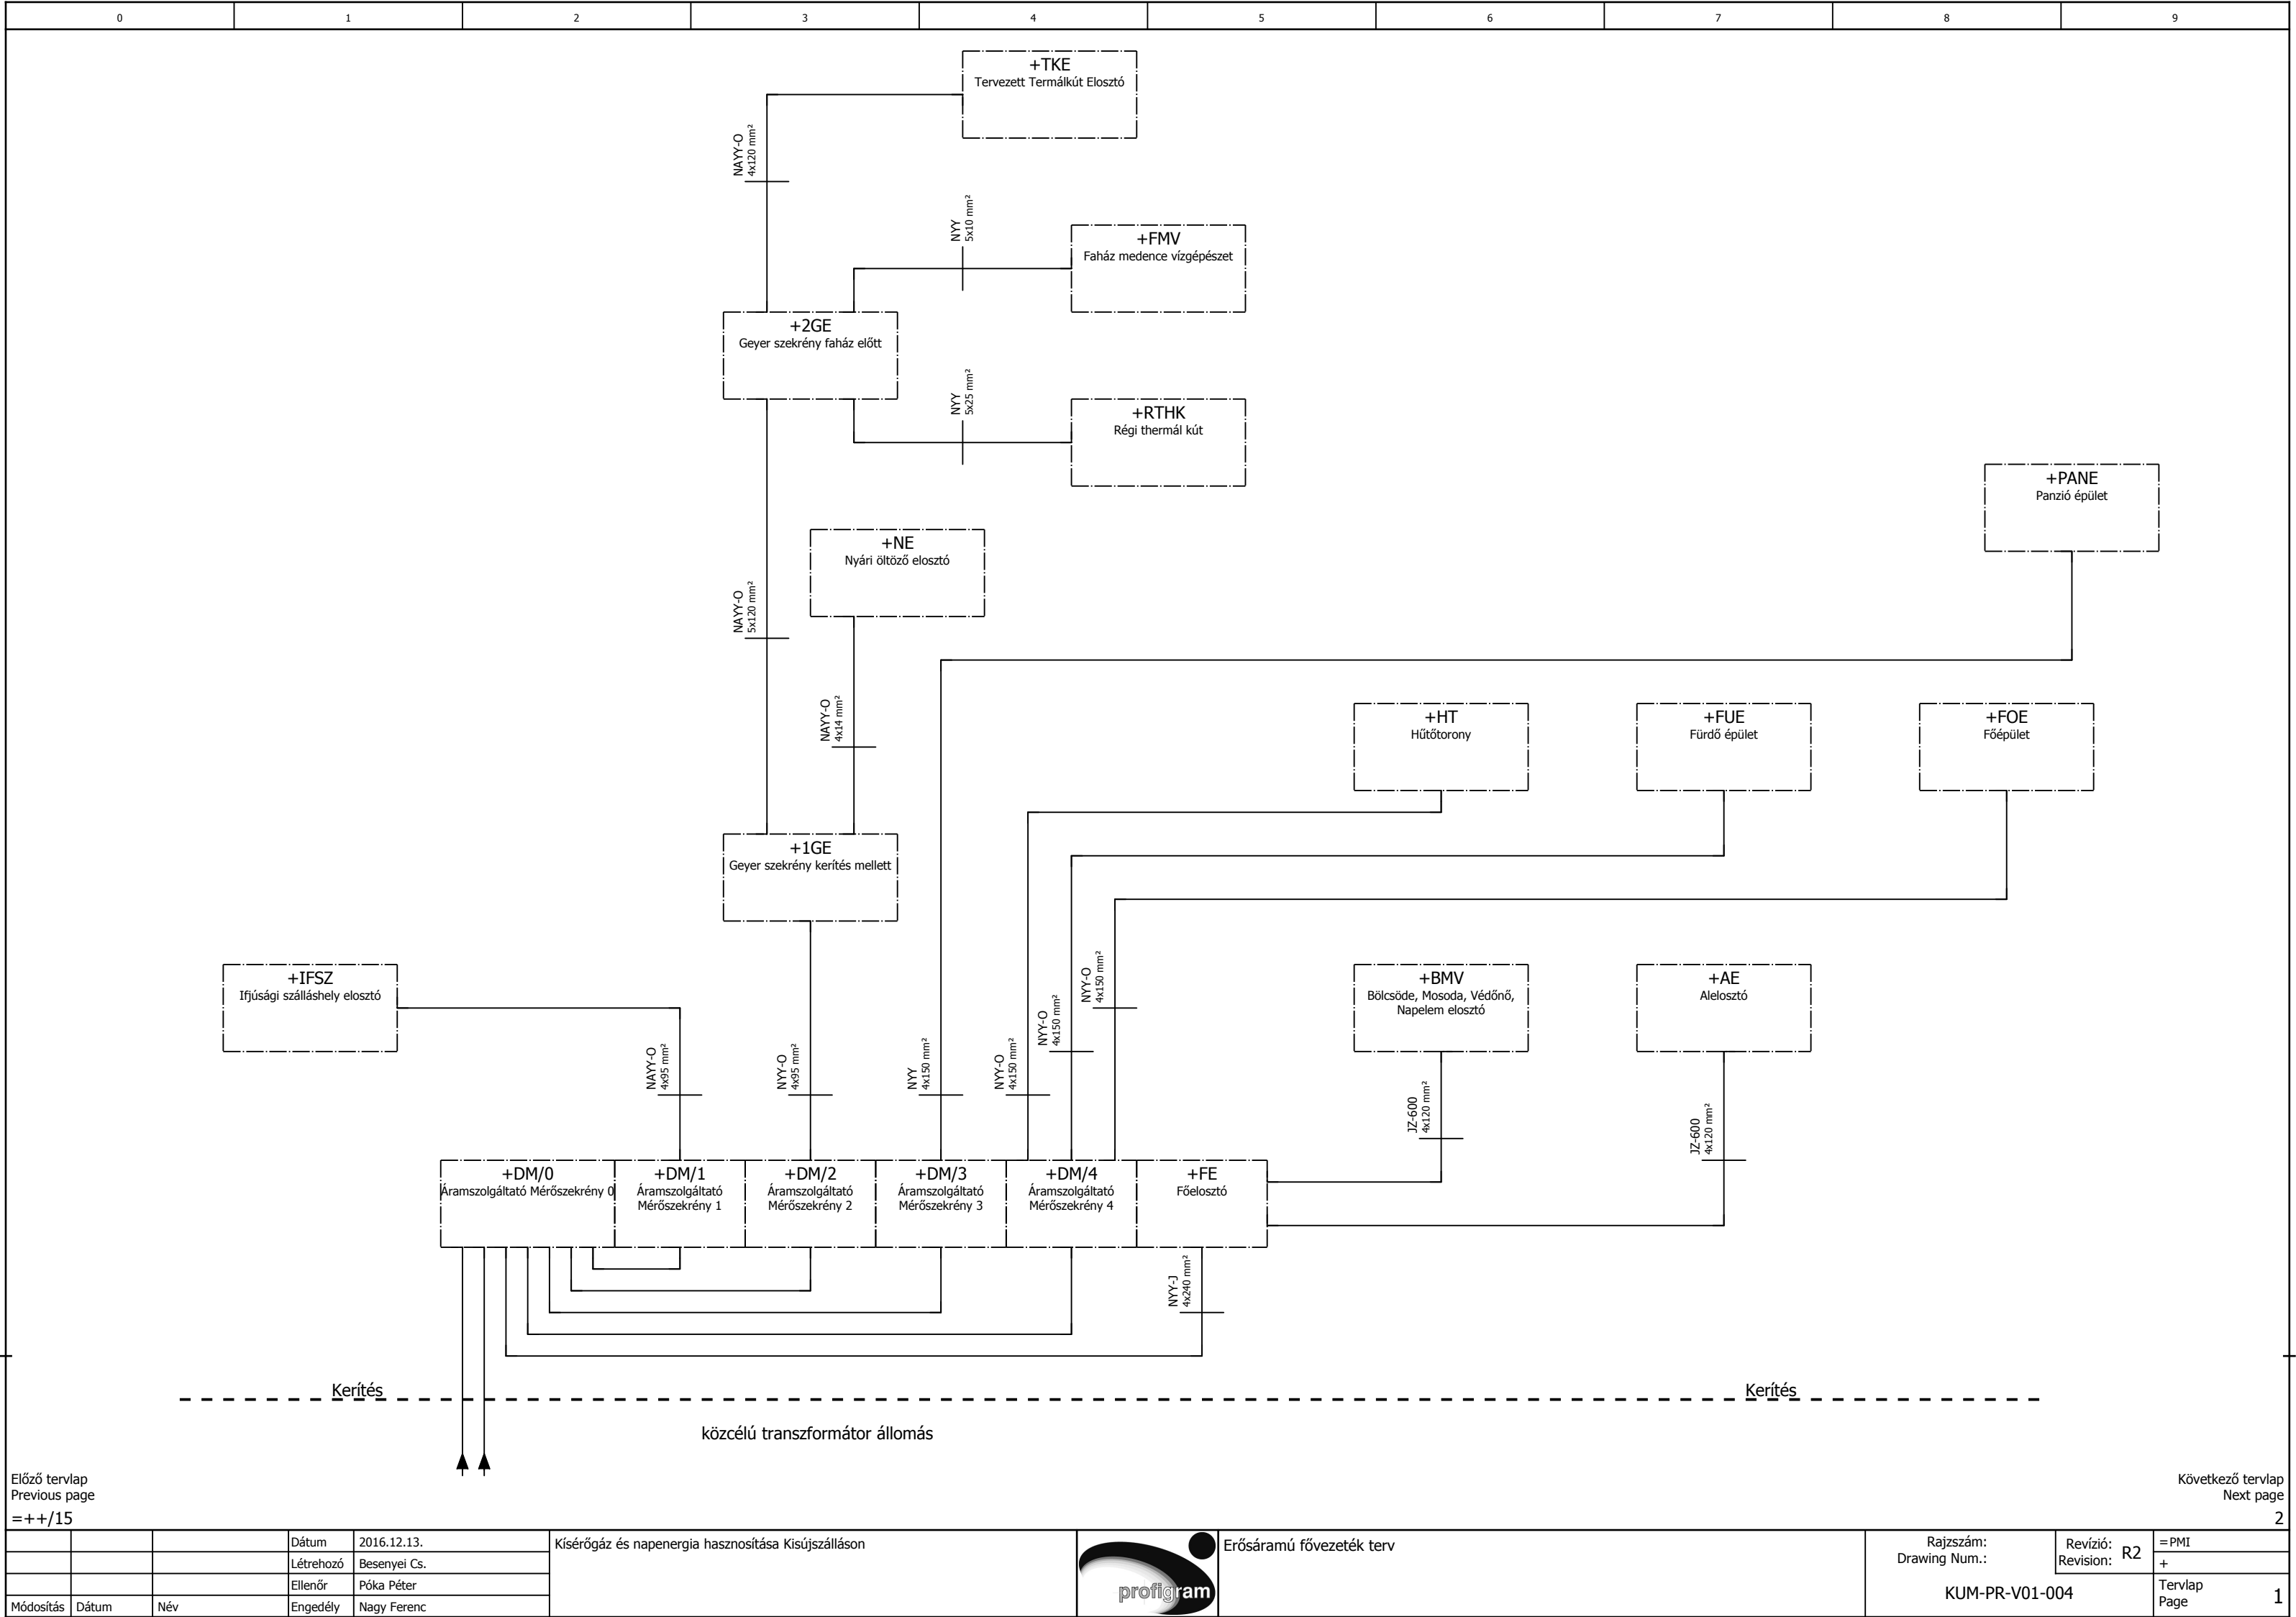 0 1 2 3 4 5 6 7 8 9
+TKE
Tervezett Termálkút Elosztó
NAYY-O
4x120 mm²
NYY
5x10 mm²
+FMV
Faház medence vízgépészet
+2GE
Geyer szekrény faház előtt
NYY
5x25 mm²
+RTHK
Régi thermál kút
+PANE
Panzió épület
+NE
Nyári öltöző elosztó
NAYY-O
5x120 mm²
NAYY-O
4x14 mm²
+HT
Hűtőtorony
+FUE
Fürdő épület
+FOE
Főépület
+1GE
Geyer szekrény kerítés mellett
+IFSZ
Ifjúsági szálláshely elosztó
NAYY-O
4x95 mm²
NYY-O
4x95 mm²
NYY
4x150 mm²
NYY-O
4x150 mm²
NYY-O
4x150 mm²
NYY-O
4x150 mm²
+BMV
Bölcsöde, Mosoda, Védőnő,
Napelem elosztó
+AE
Alelosztó
JZ-600
4x120 mm²
JZ-600
4x120 mm²
+DM/0
Áramszolgáltató Mérőszekrény 0
+DM/1
Áramszolgáltató
Mérőszekrény 1
+DM/2
Áramszolgáltató
Mérőszekrény 2
+DM/3
Áramszolgáltató
Mérőszekrény 3
+DM/4
Áramszolgáltató
Mérőszekrény 4
+FE
Főelosztó
NYY-J
4x240 mm²
Kerítés
Kerítés
közcélú transzformátor állomás
Előző tervlap
Previous page
=++/15
Következő tervlap
Next page
2
Dátum 2016.12.13.
Létrehozó Besenyei Cs.
Ellenőr Póka Péter
Módosítás Dátum Név Engedély Nagy Ferenc
Kísérőgáz és napenergia hasznosítása Kisújszálláson
profigram
Erősáramú fővezeték terv
Rajzszám:
Drawing Num.:
KUM-PR-V01-004
Revízió:
Revision: R2
=PMI
+
Tervlap
Page 1